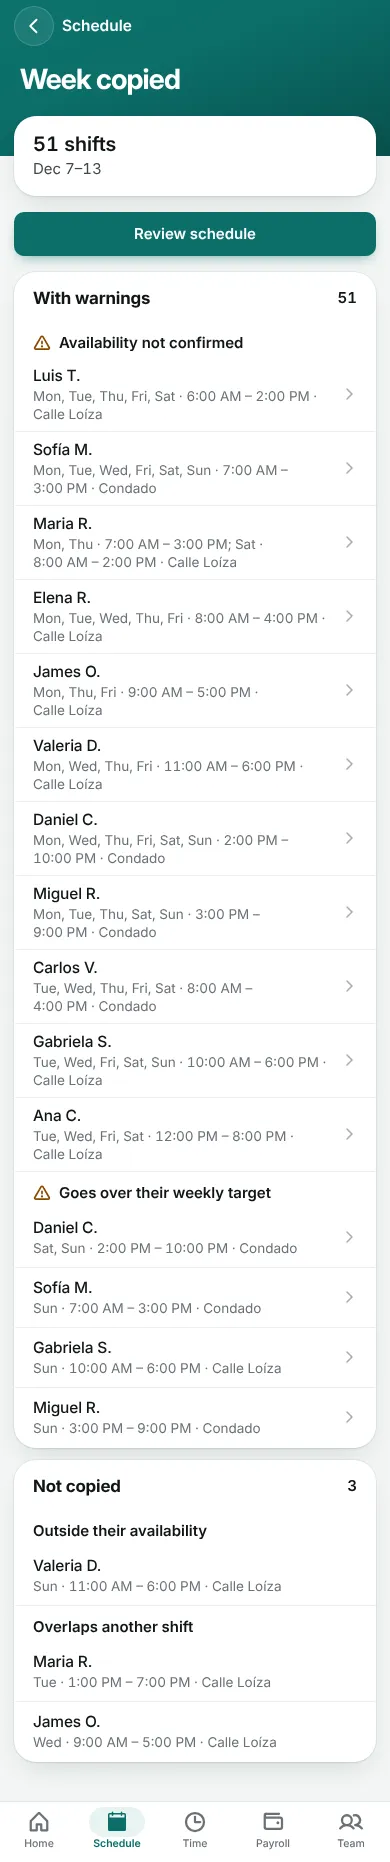 Schedule
Week copied
51 shifts
Dec 7–13
Review schedule
With warnings 51
Availability not confirmed
Luis T.
Mon, Tue, Thu, Fri, Sat · 6:00 AM – 2:00 PM ·
Calle Loíza
Sofía M.
Mon, Tue, Wed, Fri, Sat, Sun · 7:00 AM –
3:00 PM · Condado
Maria R.
Mon, Thu · 7:00 AM – 3:00 PM; Sat ·
8:00 AM – 2:00 PM · Calle Loíza
Elena R.
Mon, Tue, Wed, Thu, Fri · 8:00 AM – 4:00 PM ·
Calle Loíza
James O.
Mon, Thu, Fri · 9:00 AM – 5:00 PM ·
Calle Loíza
Valeria D.
Mon, Wed, Thu, Fri · 11:00 AM – 6:00 PM ·
Calle Loíza
Daniel C.
Mon, Wed, Thu, Fri, Sat, Sun · 2:00 PM –
10:00 PM · Condado
Miguel R.
Mon, Tue, Thu, Sat, Sun · 3:00 PM –
9:00 PM · Condado
Carlos V.
Tue, Wed, Thu, Fri, Sat · 8:00 AM –
4:00 PM · Condado
Gabriela S.
Tue, Wed, Fri, Sat, Sun · 10:00 AM – 6:00 PM ·
Calle Loíza
Ana C.
Tue, Wed, Fri, Sat · 12:00 PM – 8:00 PM ·
Calle Loíza
Goes over their weekly target
Daniel C.
Sat, Sun · 2:00 PM – 10:00 PM · Condado
Sofía M.
Sun · 7:00 AM – 3:00 PM · Condado
Gabriela S.
Sun · 10:00 AM – 6:00 PM · Calle Loíza
Miguel R.
Sun · 3:00 PM – 9:00 PM · Condado
Not copied 3
Outside their availability
Valeria D.
Sun · 11:00 AM – 6:00 PM · Calle Loíza
Overlaps another shift
Maria R.
Tue · 1:00 PM – 7:00 PM · Calle Loíza
James O.
Wed · 9:00 AM – 5:00 PM · Calle Loíza
Home Schedule Time Payroll Team